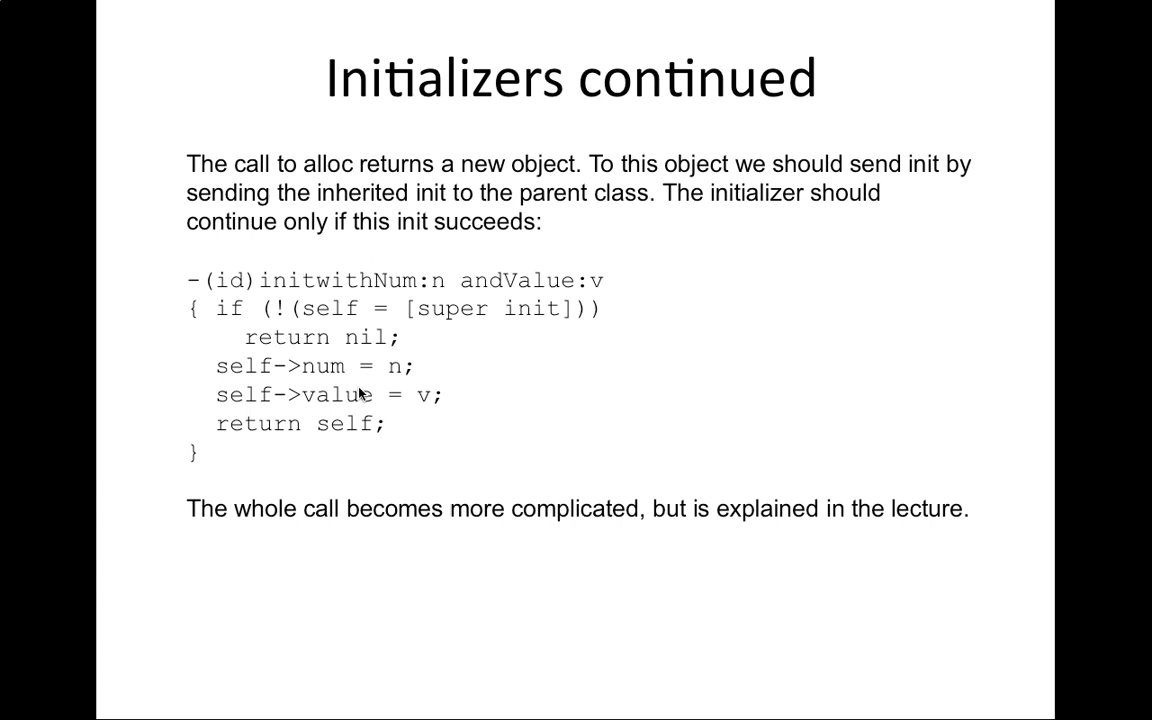 Initializers continued
The call to alloc returns a new object. To this object we should send init by
sending the inherited init to the parent class. The initializer should
continue only if this init succeeds:
-(id)initwithNum:n andValue:v
{ if (!(self = [super init]))
    return nil;
  self->num = n;
  self->value = v;
  return self;
}
The whole call becomes more complicated, but is explained in the lecture.